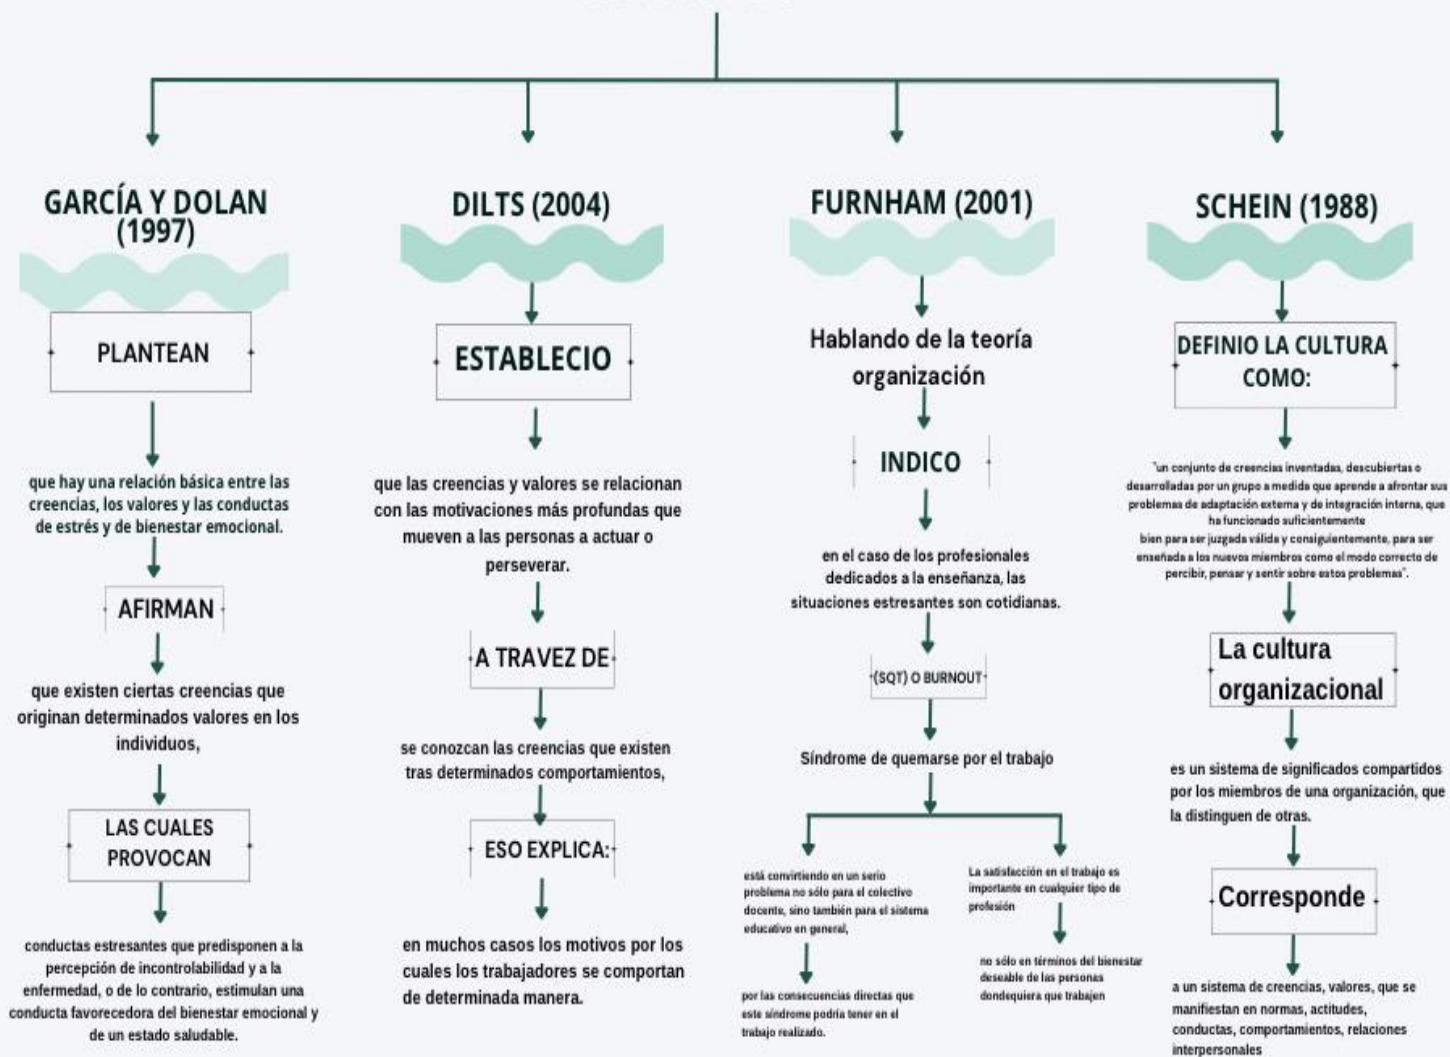 GARCÍA Y DOLAN
(1997)
PLANTEAN
que hay una relación básica entre las
creencias, los valores y las conductas
de estrés y de bienestar emocional.
AFIRMAN
que existen ciertas creencias que
originan determinados valores en los
individuos,
LAS CUALES
PROVOCAN
conductas estresantes que predisponen a la
percepción de incontrolabilidad y a la
enfermedad, o de lo contrario, estimulan una
conducta favorecedora del bienestar emocional y
de un estado saludable.
DILTS (2004)
ESTABLECIO
que las creencias y valores se relacionan
con las motivaciones más profundas que
mueven a las personas a actuar o
perseverar.
A TRAVEZ DE
se conozcan las creencias que existen
tras determinados comportamientos,
ESO EXPLICA:
en muchos casos los motivos por los
cuales los trabajadores se comportan
de determinada manera.
FURNHAM (2001)
Hablando de la teoría
organización
INDICO
en el caso de los profesionales
dedicados a la enseñanza, las
situaciones estresantes son cotidianas.
(SQT) O BURNOUT
Síndrome de quemarse por el trabajo
está convirtiendo en un serio
problema no sólo para el colectivo
docente, sino también para el sistema
educativo en general,
por las consecuencias directas que
este síndrome podría tener en el
trabajo realizado.
La satisfacción en el trabajo es
importante en cualquier tipo de
profesión
no sólo en términos del bienestar
deseable de las personas
dondequiera que trabajen
SCHEIN (1988)
DEFINIO LA CULTURA
COMO:
"un conjunto de creencias inventadas, descubiertas o
desarrolladas por un grupo a medida que aprende a afrontar sus
problemas de adaptación externa y de integración interna, que
ha funcionado suficientemente
bien para ser juzgada válida y consiguientemente, para ser
enseñada a los nuevos miembros como el modo correcto de
percibir, pensar y sentir sobre estos problemas".
La cultura
organizacional
es un sistema de significados compartidos
por los miembros de una organización, que
la distinguen de otras.
Corresponde
a un sistema de creencias, valores, que se
manifiestan en normas, actitudes,
conductas, comportamientos, relaciones
interpersonales